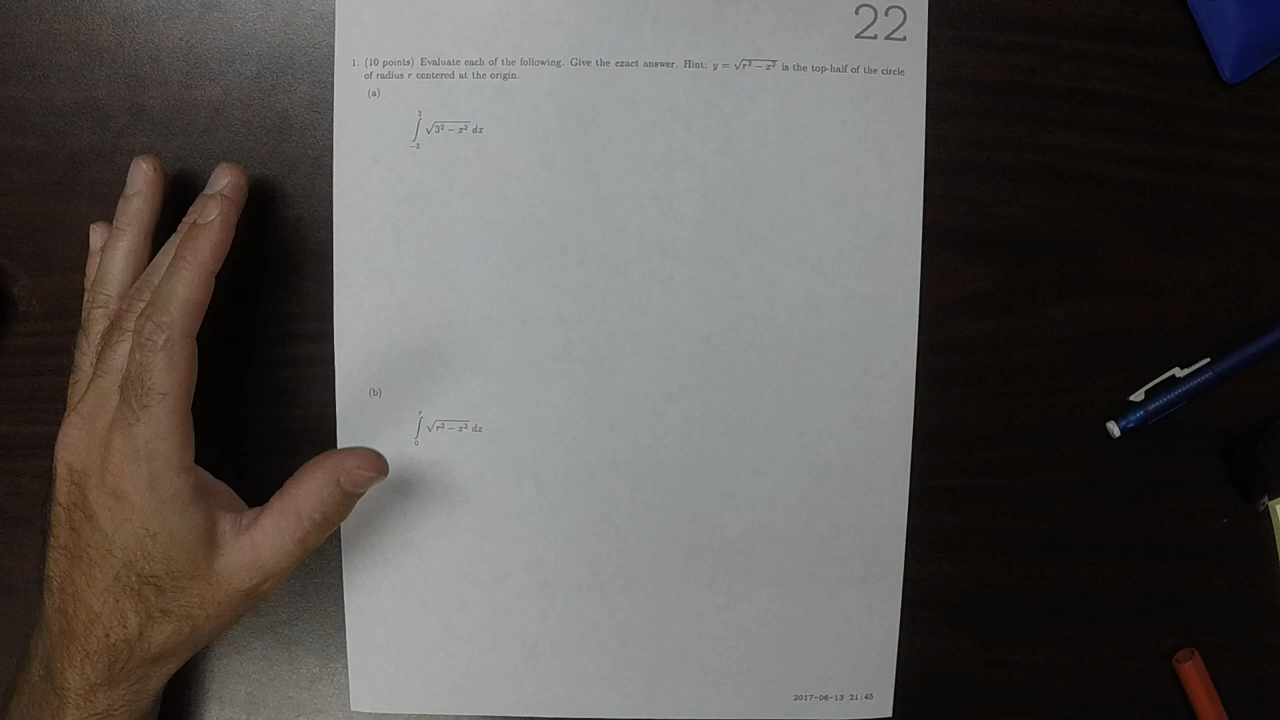 22
1. (10 points) Evaluate each of the following. Give the exact answer. Hint: y = √(r² − x²) is the top-half of the circle
of radius r centered at the origin.
(a)
∫₋₃³ √(3² − x²) dx
(b)
∫₀ʳ √(r² − x²) dx
2017-06-13 21:45